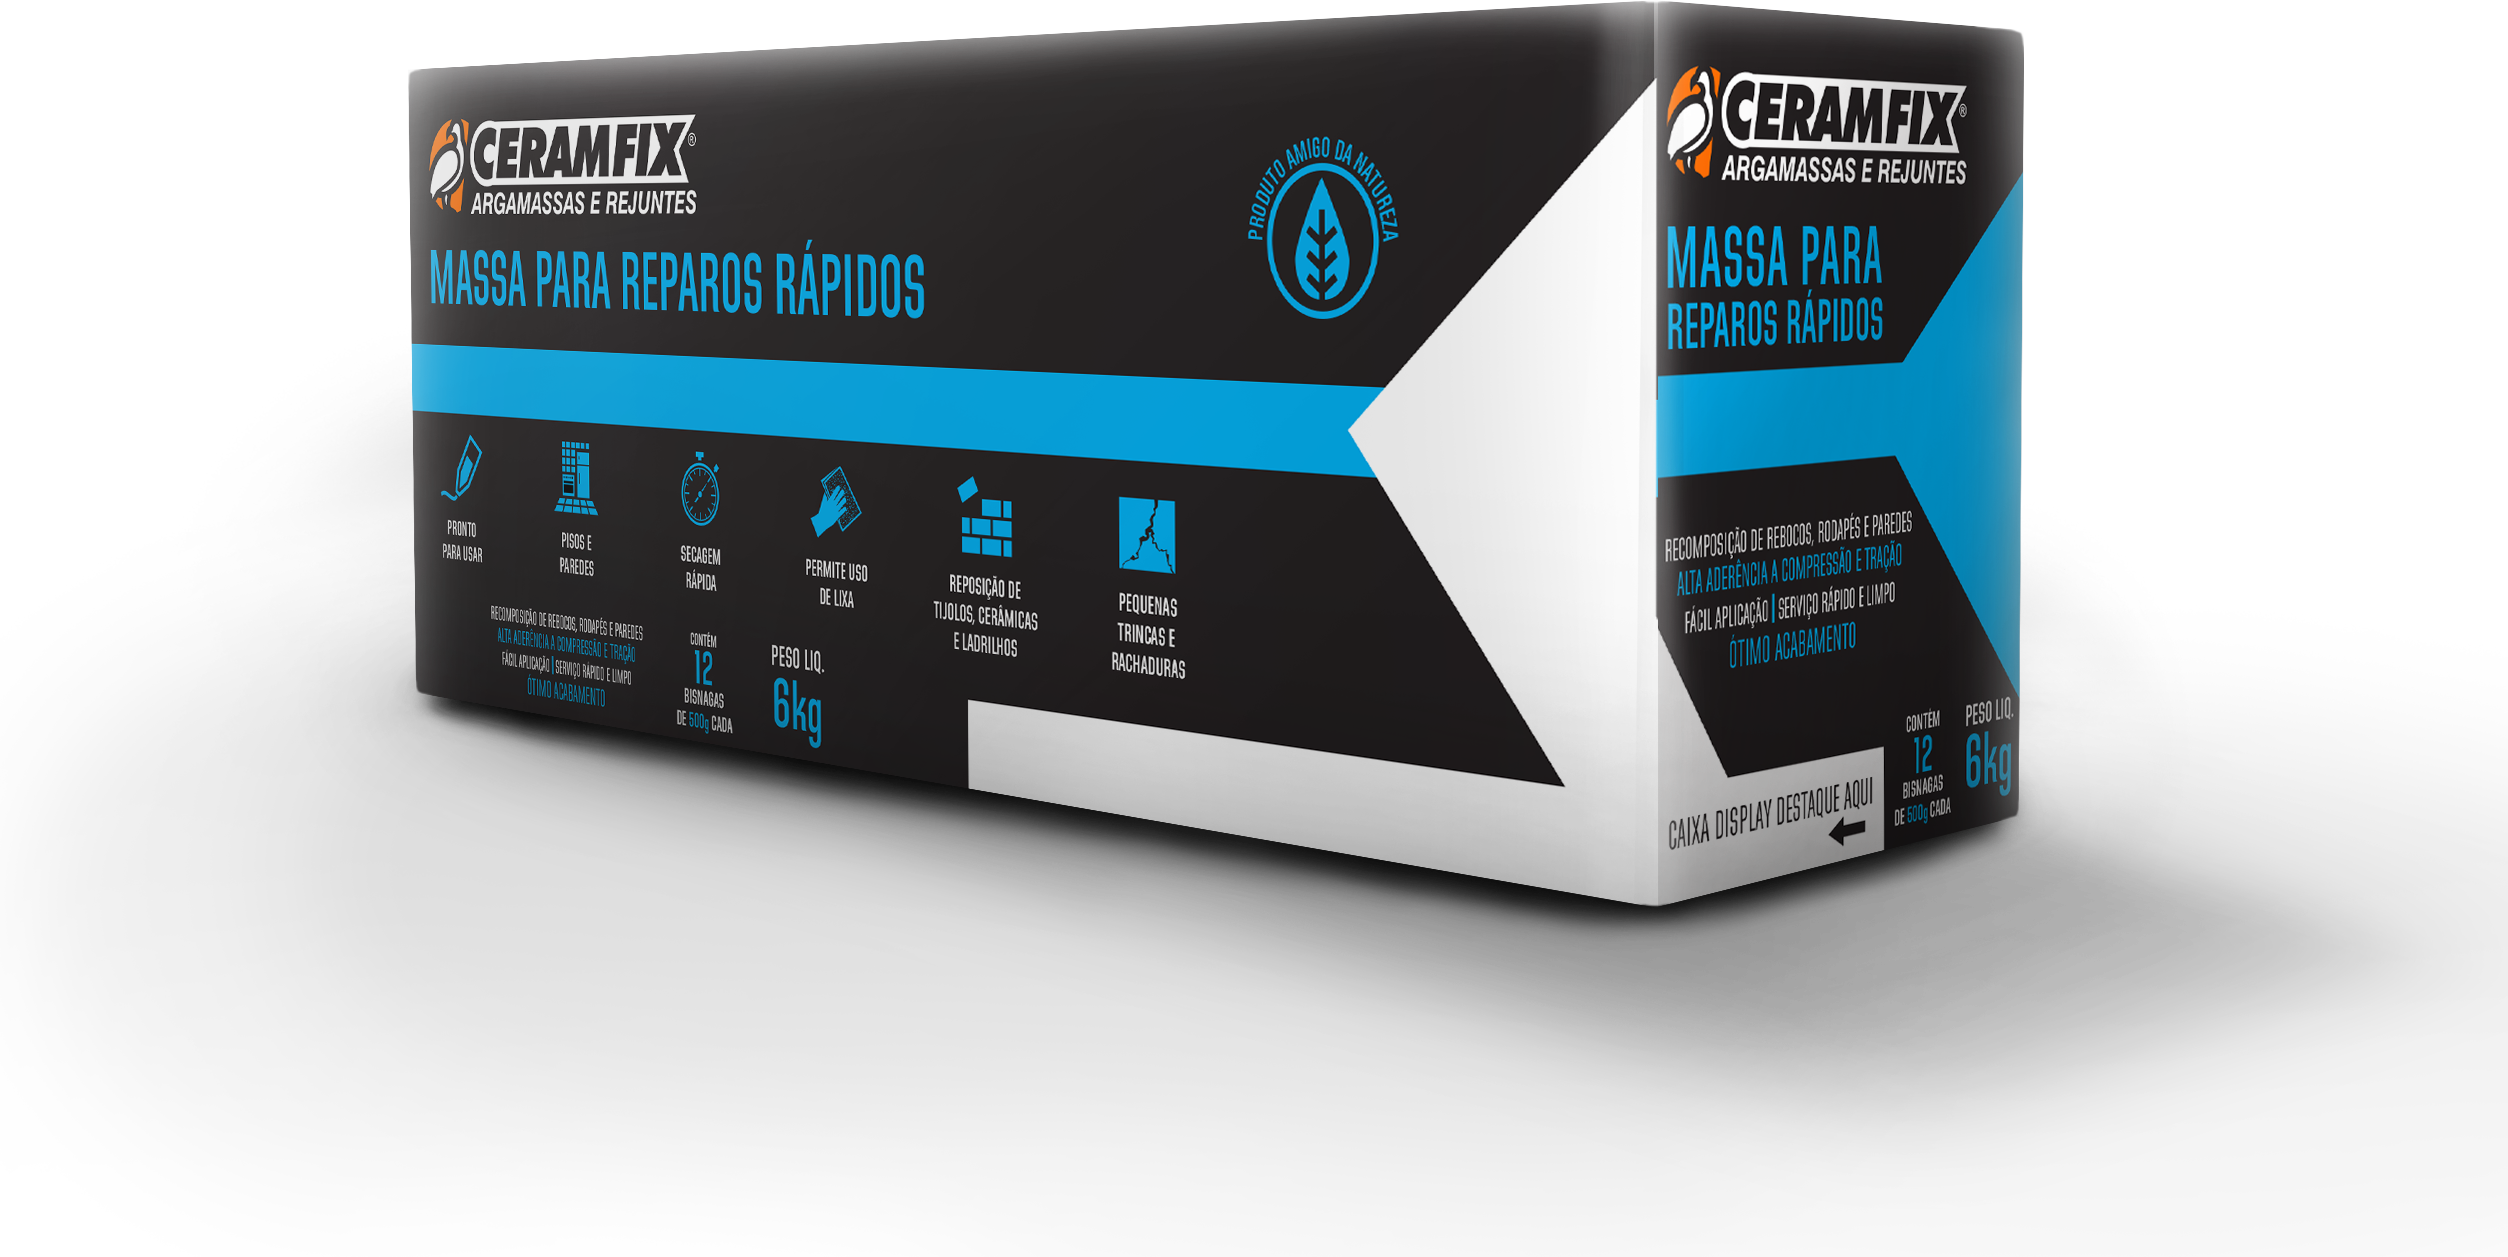 CERAMFIX®
ARGAMASSAS E REJUNTES
MASSA PARA REPAROS RÁPIDOS
PRODUTO AMIGO DA NATUREZA
PRONTO
PARA USAR
PISOS E
PAREDES
SECAGEM
RÁPIDA
PERMITE USO
DE LIXA
REPOSIÇÃO DE
TIJOLOS, CERÂMICAS
E LADRILHOS
PEQUENAS
TRINCAS E
RACHADURAS
RECOMPOSIÇÃO DE REBOCOS, RODAPÉS E PAREDES
ALTA ADERÊNCIA A COMPRESSÃO E TRAÇÃO
FÁCIL APLICAÇÃO | SERVIÇO RÁPIDO E LIMPO
ÓTIMO ACABAMENTO
CONTÉM
12
BISNAGAS
DE 500g CADA
PESO LIQ.
6kg
CERAMFIX®
ARGAMASSAS E REJUNTES
MASSA PARA
REPAROS RÁPIDOS
RECOMPOSIÇÃO DE REBOCOS, RODAPÉS E PAREDES
ALTA ADERÊNCIA A COMPRESSÃO E TRAÇÃO
FÁCIL APLICAÇÃO | SERVIÇO RÁPIDO E LIMPO
ÓTIMO ACABAMENTO
CONTÉM
12
BISNAGAS
DE 500g CADA
PESO LIQ.
6kg
CAIXA DISPLAY DESTAQUE AQUI